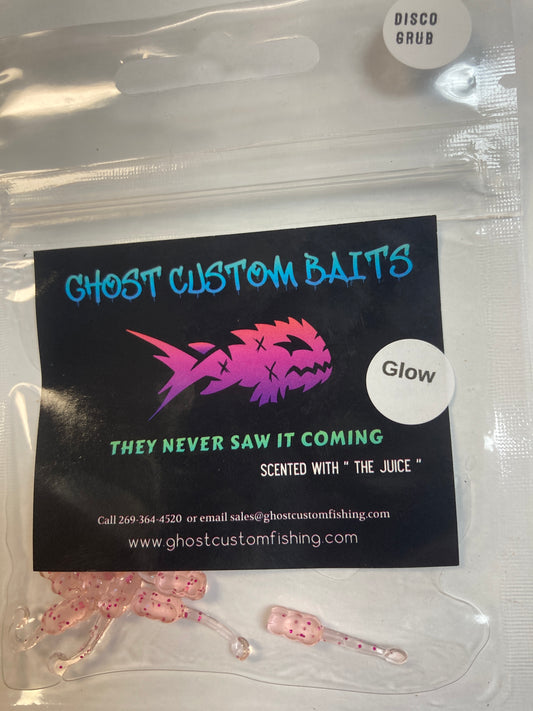 DISCO
GRUB
GHOST CUSTOM BAITS
Glow
THEY NEVER SAW IT COMING
SCENTED WITH " THE JUICE "
Call 269-364-4520 or email sales@ghostcustomfishing.com
www.ghostcustomfishing.com